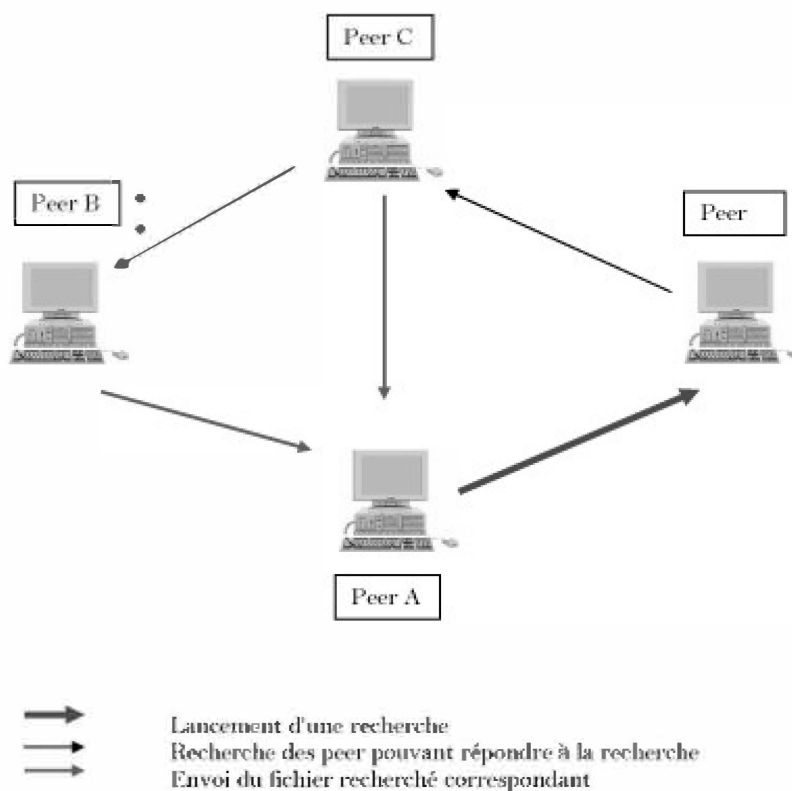 Peer C
Peer B
Peer
Peer A
Lancement d'une recherche
Recherche des peer pouvant répondre à la recherche
Envoi du fichier recherché correspondant